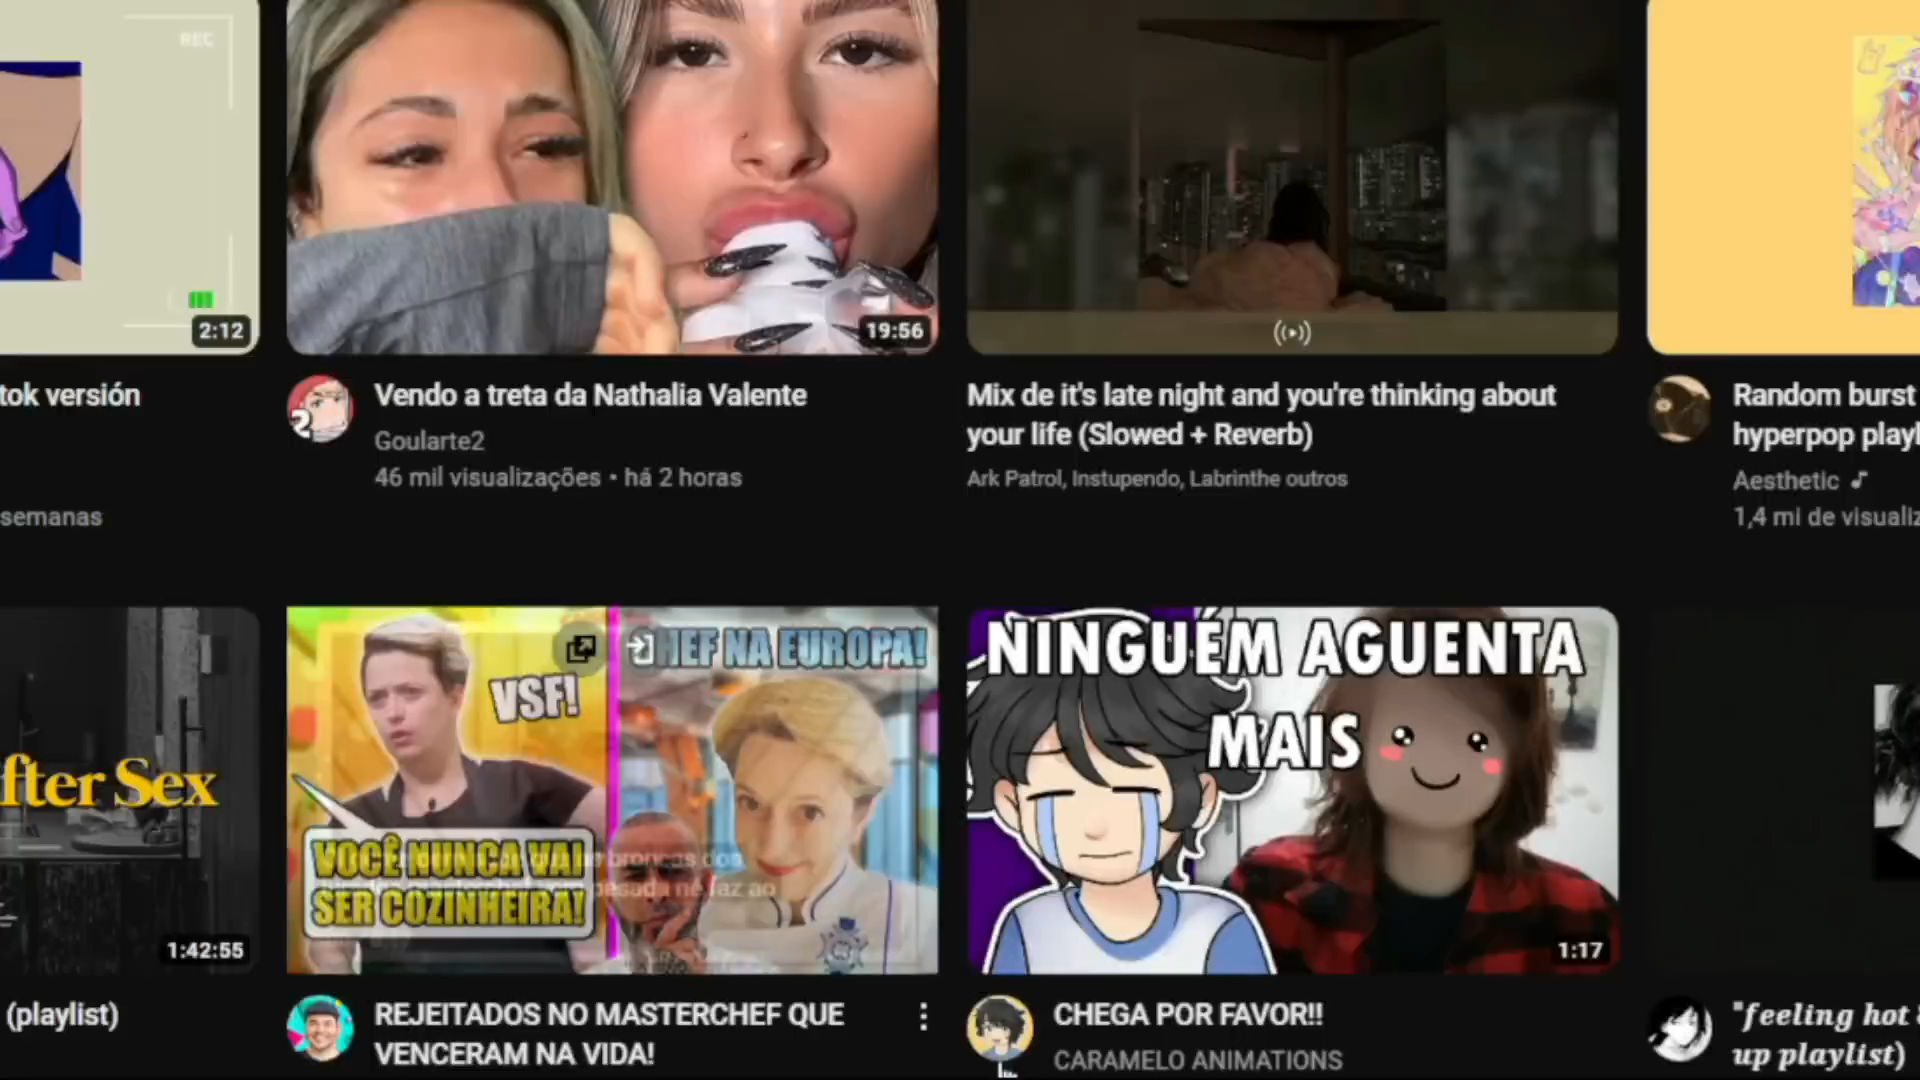 REC
2:12
19:56
tok versión
semanas
Vendo a treta da Nathalia Valente
Goularte2
46 mil visualizações • há 2 horas
Mix de it's late night and you're thinking about
your life (Slowed + Reverb)
Ark Patrol, Instupendo, Labrinthe outros
Random burst
hyperpop playl
Aesthetic
1,4 mi de visualiz
fter Sex
1:42:55
(playlist)
VSF!
HEF NA EUROPA!
VOCÊ NUNCA VAI
SER COZINHEIRA!
REJEITADOS NO MASTERCHEF QUE
VENCERAM NA VIDA!
NINGUÉM AGUENTA
MAIS
1:17
CHEGA POR FAVOR!!
CARAMELO ANIMATIONS
"feeling hot
up playlist)